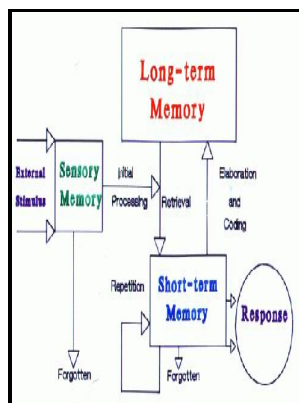 Long-term
Memory
External
Stimulus
Sensory
Memory
Initial
Processing
Retrieval
Elaboration
and
Coding
Repetition
Short-term
Memory
Response
Forgotten
Forgotten